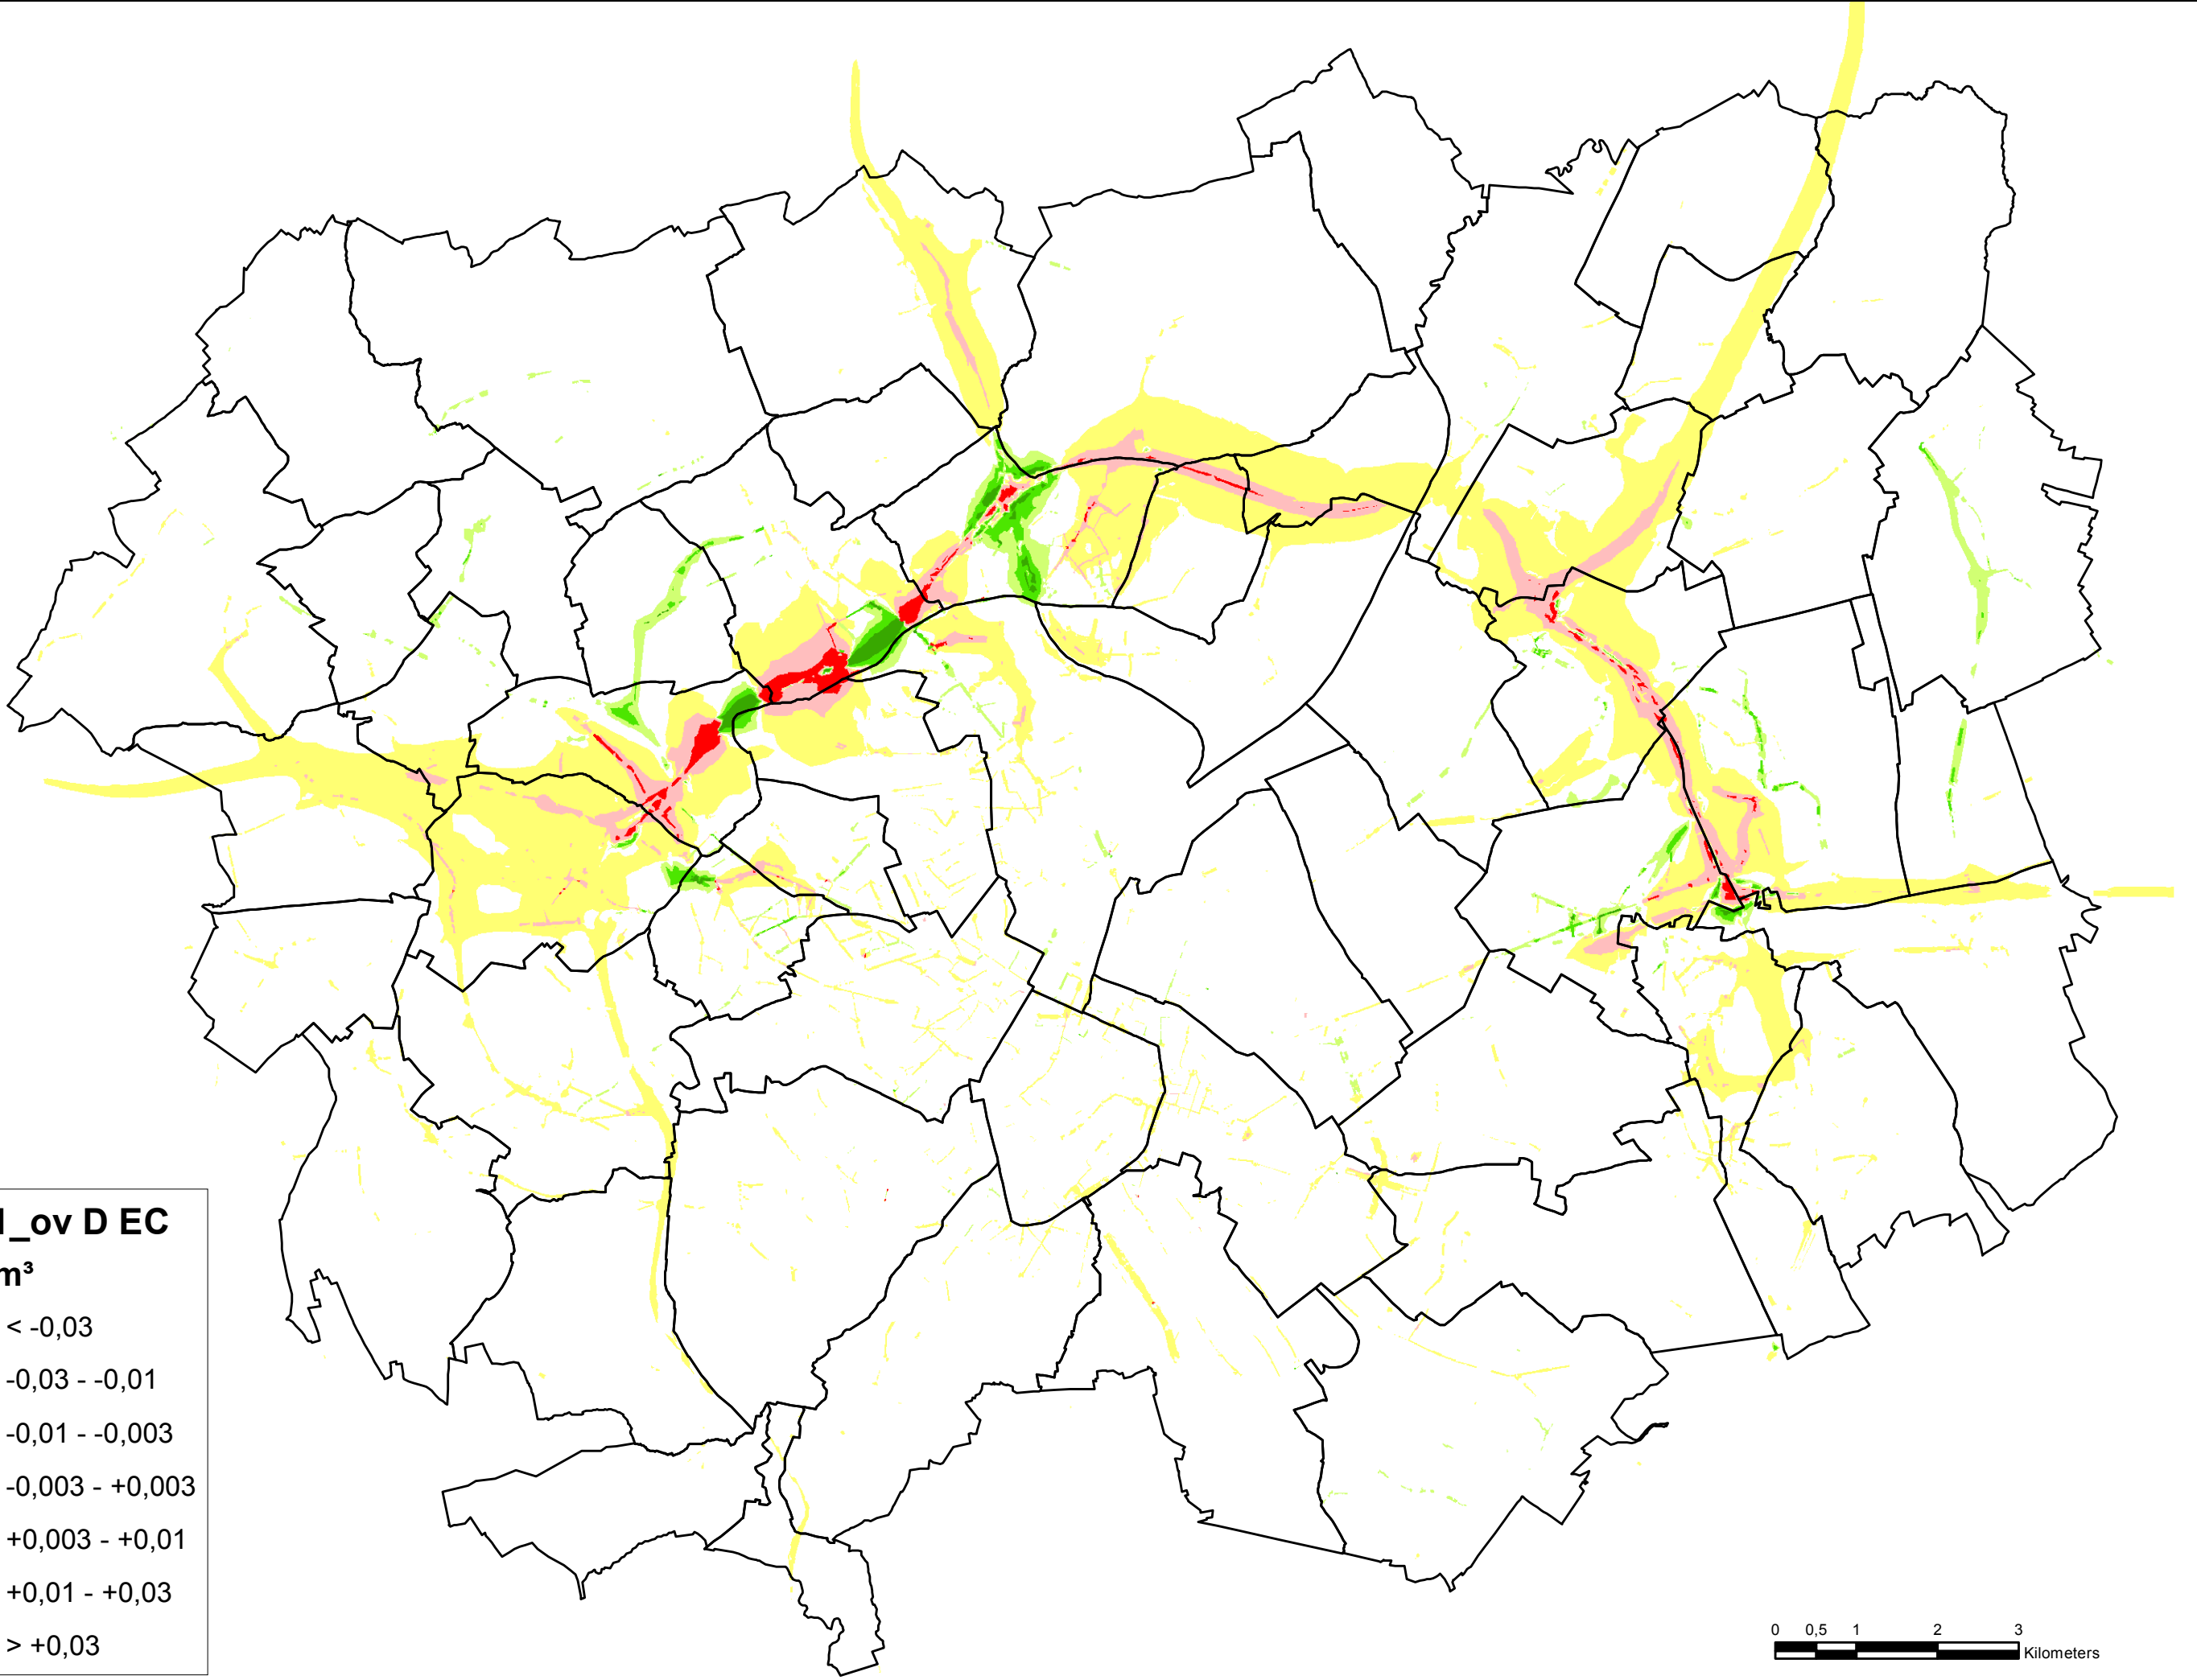 _ov D EC
m³
< -0,03
-0,03 - -0,01
-0,01 - -0,003
-0,003 - +0,003
+0,003 - +0,01
+0,01 - +0,03
> +0,03
0 0,5 1 2 3
Kilometers